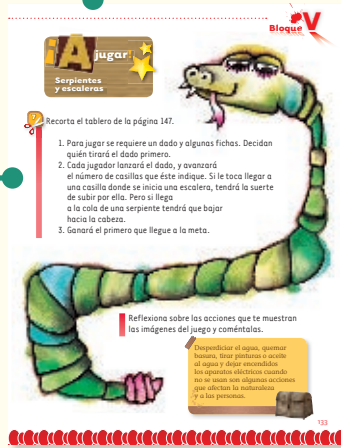 Bloque V
¡A jugar!
Serpientes
y escaleras
Recorta el tablero de la página 147.
1. Para jugar se requiere un dado y algunas fichas. Decidan
quién tirará el dado primero.
2. Cada jugador lanzará el dado, y avanzará
el número de casillas que éste indique. Si le toca llegar a
una casilla donde se inicia una escalera, tendrá la suerte
de subir por ella. Pero si llega
a la cola de una serpiente tendrá que bajar
hacia la cabeza.
3. Ganará el primero que llegue a la meta.
Reflexiona sobre las acciones que te muestran
las imágenes del juego y coméntalas.
Desperdiciar el agua, quemar
basura, tirar pinturas o aceite
al agua y dejar encendidos
los aparatos eléctricos cuando
no se usan son algunas acciones
que afectan la naturaleza
y a las personas.
133